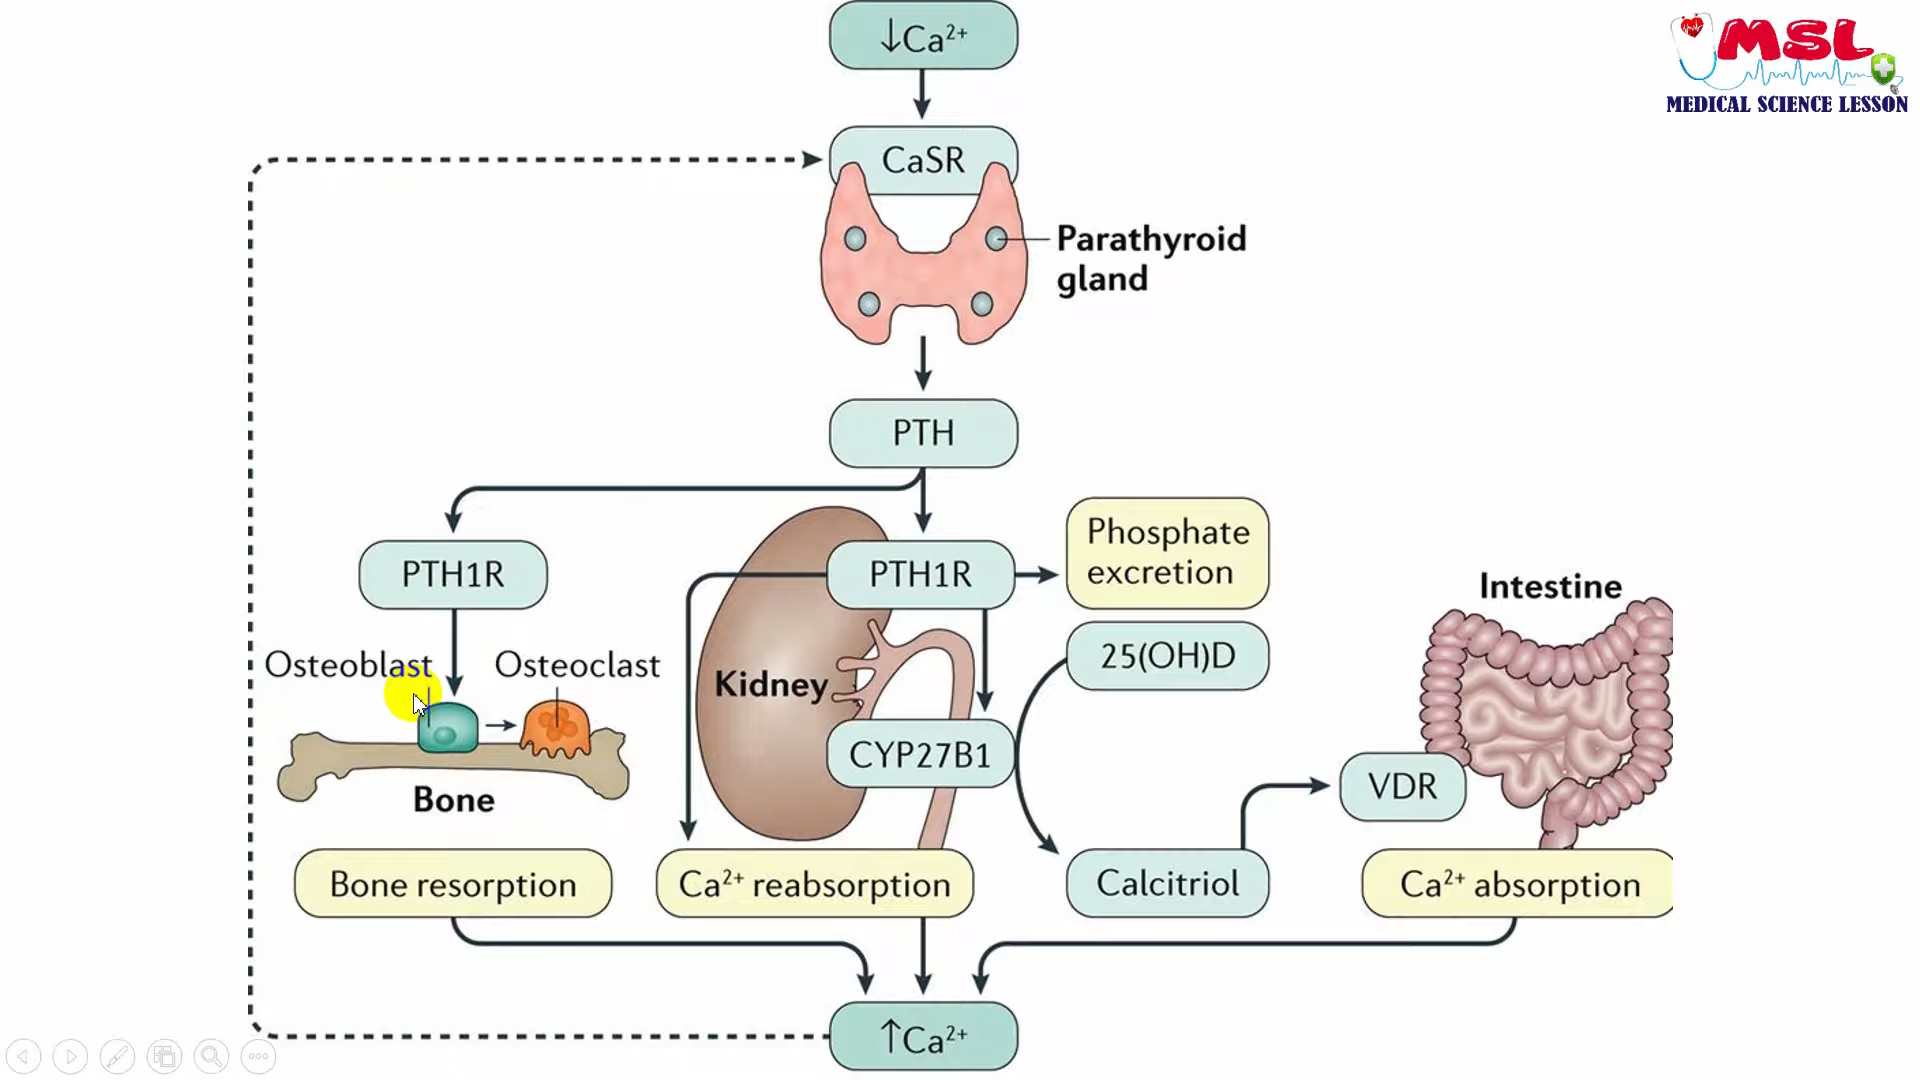 ↓Ca²⁺
MSL
MEDICAL SCIENCE LESSON
CaSR
Parathyroid
gland
PTH
PTH1R
PTH1R
Phosphate
excretion
25(OH)D
Intestine
Osteoblast
Osteoclast
Kidney
CYP27B1
VDR
Bone
Bone resorption
Ca²⁺ reabsorption
Calcitriol
Ca²⁺ absorption
↑Ca²⁺